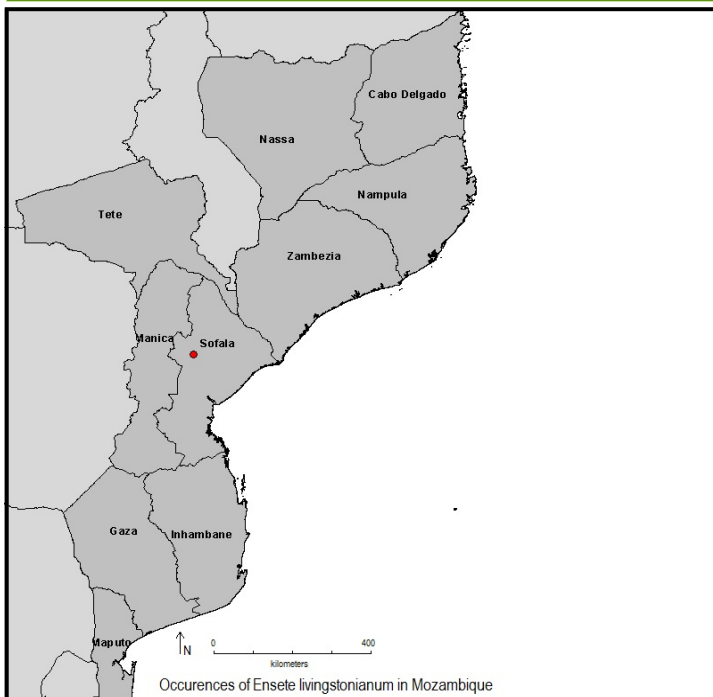 Cabo Delgado
Nassa
Nampula
Tete
Zambezia
Manica
Sofala
Gaza
Inhambane
Maputo
N
0 400
kilometers
Occurences of Ensete livingstonianum in Mozambique